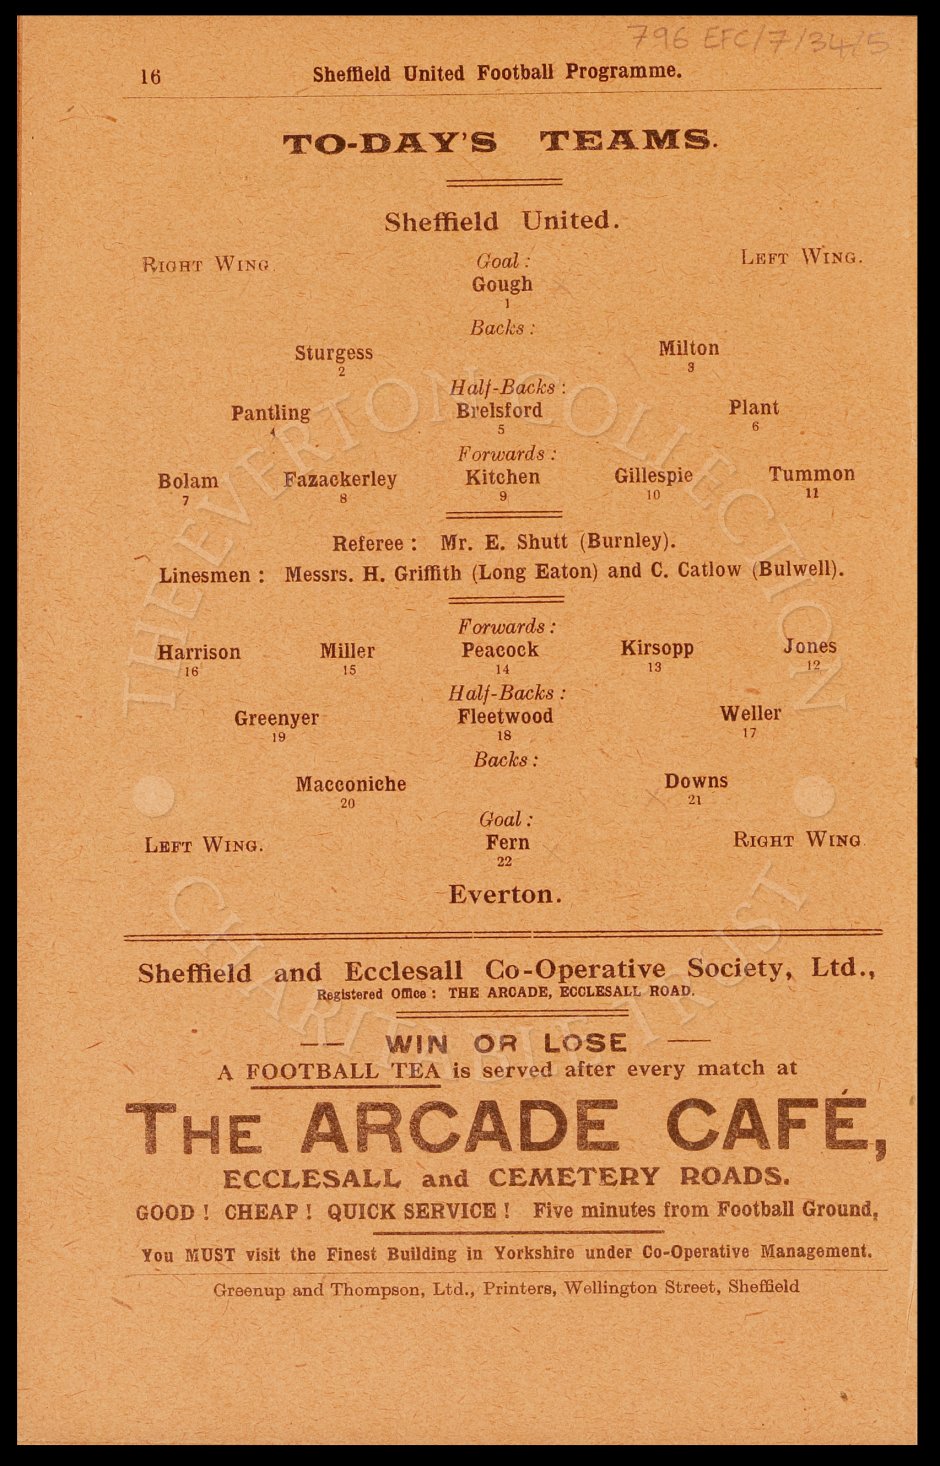 796 EFC/7/34/5
16 Sheffield United Football Programme.
TO-DAY'S TEAMS.
Sheffield United.
RIGHT WING. Goal : LEFT WING.
Gough
1
Backs :
Sturgess Milton
2 3
Half-Backs :
Pantling Brelsford Plant
4 5 6
Forwards :
Bolam Fazackerley Kitchen Gillespie Tummon
7 8 9 10 11
Referee : Mr. E. Shutt (Burnley).
Linesmen : Messrs. H. Griffith (Long Eaton) and C. Catlow (Bulwell).
Forwards :
Harrison Miller Peacock Kirsopp Jones
16 15 14 13 12
Half-Backs :
Greenyer Fleetwood Weller
19 18 17
Backs :
Macconiche Downs
20 21
Goal :
LEFT WING. Fern RIGHT WING
22
Everton.
Sheffield and Ecclesall Co-Operative Society, Ltd.,
Registered Office : THE ARCADE, ECCLESALL ROAD.
—— WIN OR LOSE ——
A FOOTBALL TEA is served after every match at
THE ARCADE CAFÉ,
ECCLESALL and CEMETERY ROADS.
GOOD ! CHEAP ! QUICK SERVICE ! Five minutes from Football Ground,
You MUST visit the Finest Building in Yorkshire under Co-Operative Management.
Greenup and Thompson, Ltd., Printers, Wellington Street, Sheffield
THE EVERTON COLLECTION
CHARITABLE TRUST